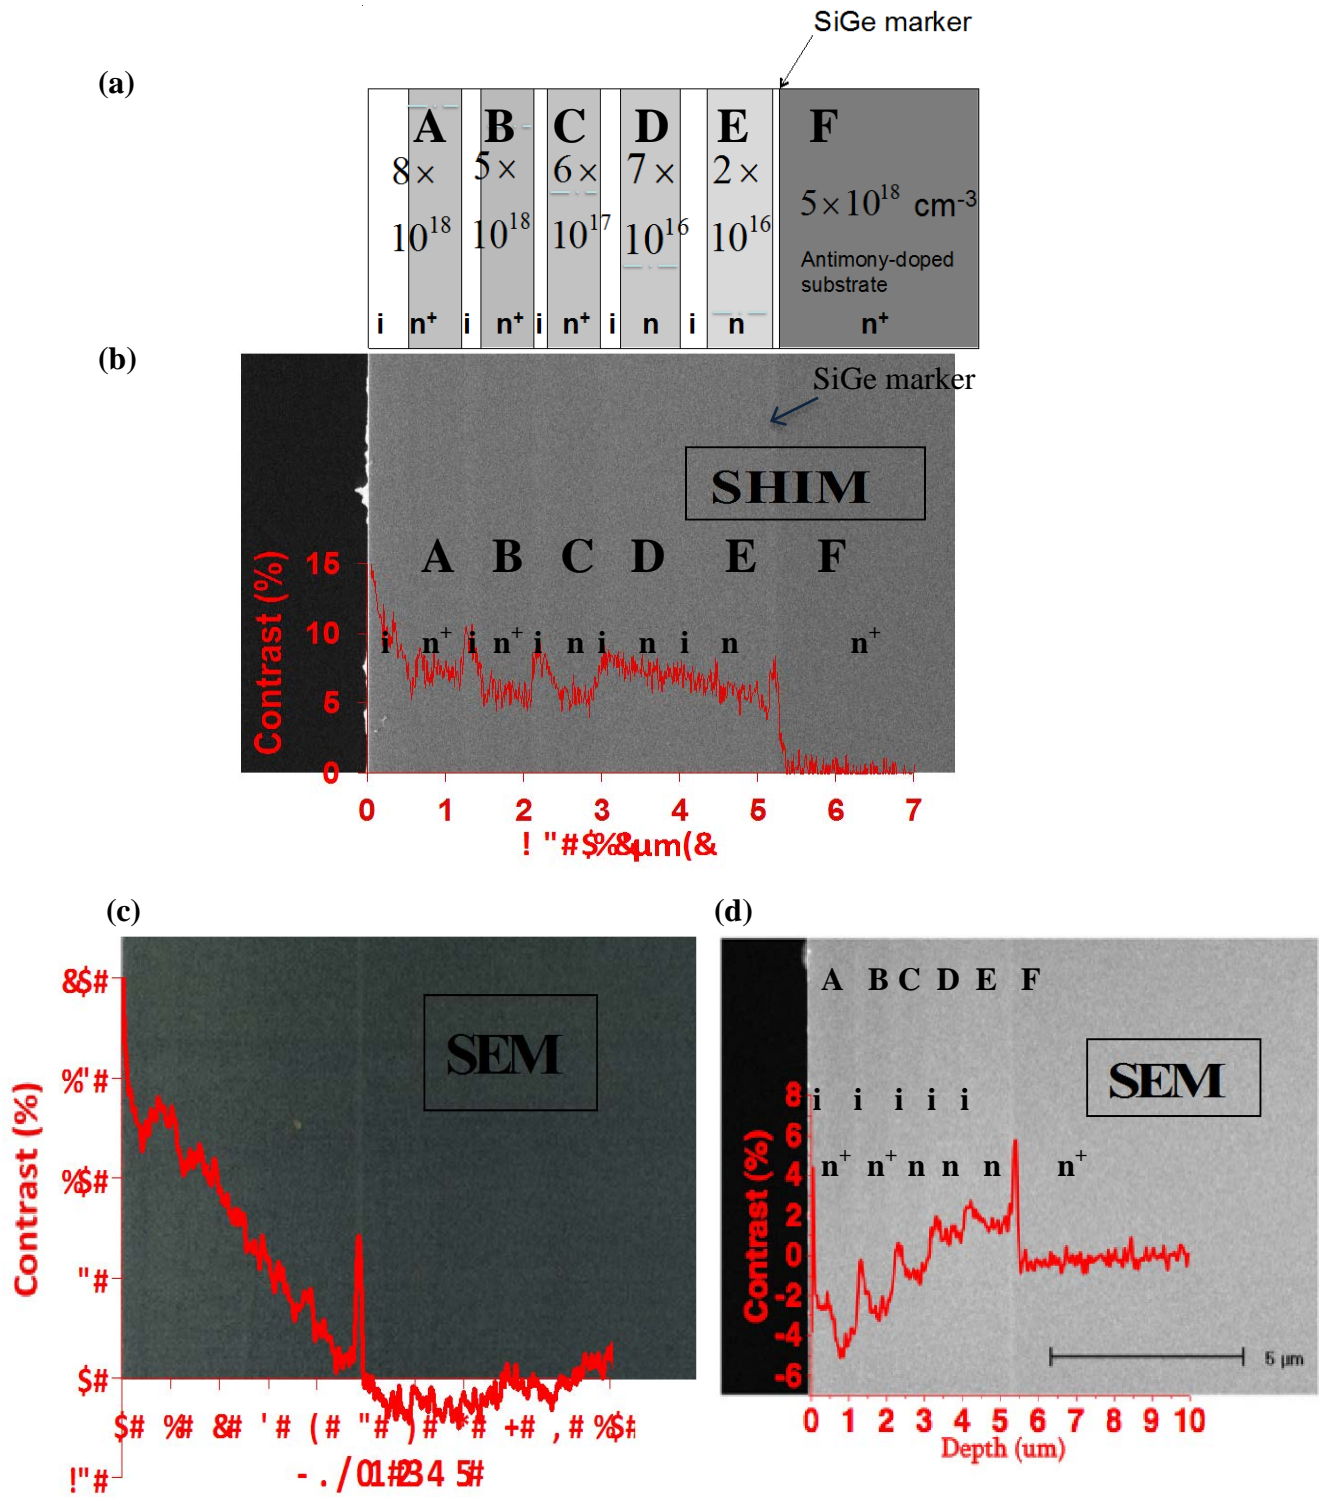 SiGe marker
(a)
A B C D E F
8× 5× 6× 7× 2×
5×10¹⁸ cm⁻³
10¹⁸ 10¹⁸ 10¹⁷ 10¹⁶ 10¹⁶
Antimony-doped
substrate
i n⁺ i n⁺ i n⁺ i n i n n⁺
(b)
SiGe marker
SHIM
A B C D E F
Contrast (%)
15
10
5
0
i n⁺ i n⁺ i n i n i n n⁺
0 1 2 3 4 5 6 7
! "#$%&µm(&
(c)
SEM
Contrast (%)
&$#
%'#
%$#
"#
$#
!"#
$# %# &# '# (# "# )# *# +# ,# %$#
(d)
A B C D E F
SEM
i i i i i
n⁺ n⁺ n n n n⁺
Contrast (%)
8
6
4
2
0
-2
-4
-6
5 µm
0 1 2 3 4 5 6 7 8 9 10
Depth (um)